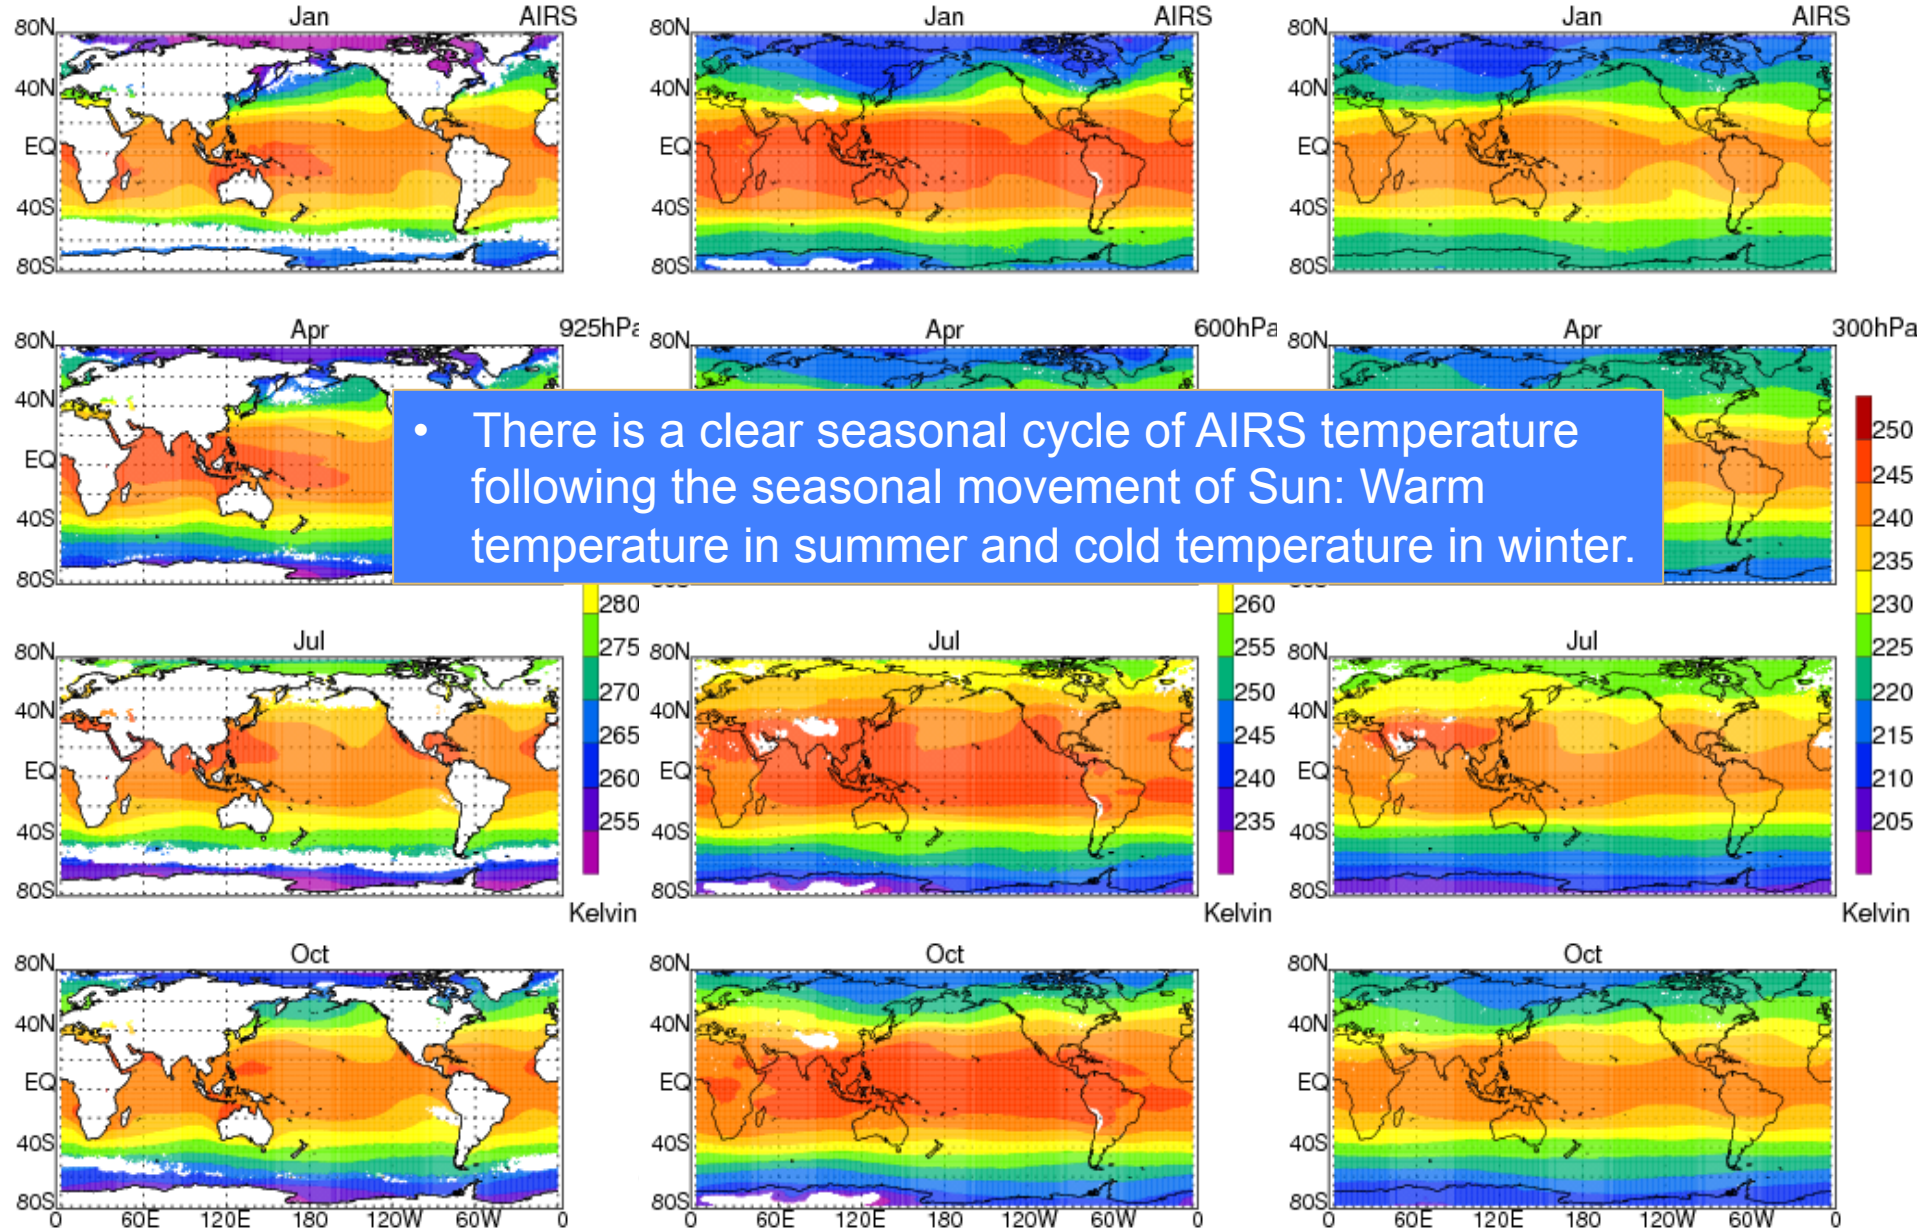 Jan AIRS Jan AIRS Jan AIRS
80N 80N 80N
40N 40N 40N
EQ EQ EQ
40S 40S 40S
80S 80S 80S
Apr 925hPa Apr 600hPa Apr 300hPa
80N 80N 80N
40N
EQ
40S
80S
• There is a clear seasonal cycle of AIRS temperature
following the seasonal movement of Sun: Warm
temperature in summer and cold temperature in winter.
250
245
240
235
280 260 230
275 255 225
270 250 220
265 245 215
260 240 210
255 235 205
Kelvin Kelvin Kelvin
Jul Jul Jul
80N 80N 80N
40N 40N 40N
EQ EQ EQ
40S 40S 40S
80S 80S 80S
Oct Oct Oct
80N 80N 80N
40N 40N 40N
EQ EQ EQ
40S 40S 40S
80S 80S 80S
0 60E 120E 180 120W 60W 0 0 60E 120E 180 120W 60W 0 0 60E 120E 180 120W 60W 0